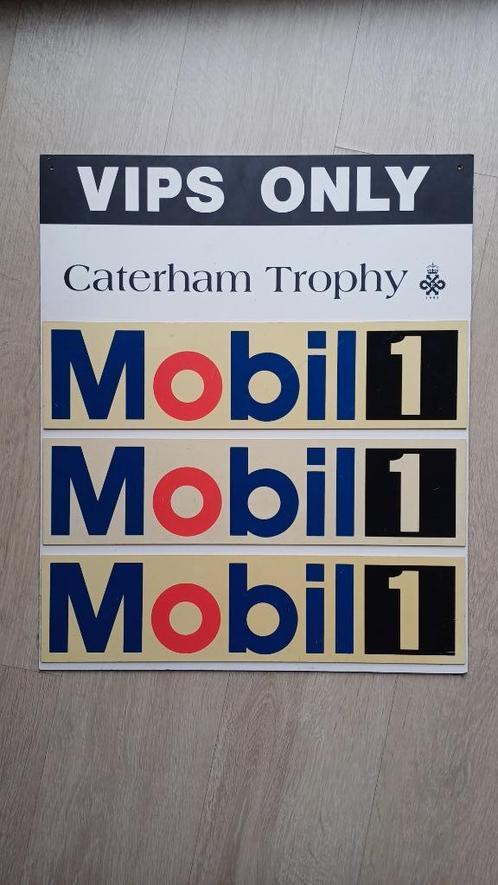 VIPS ONLY
Caterham Trophy
Mobil 1
Mobil 1
Mobil 1